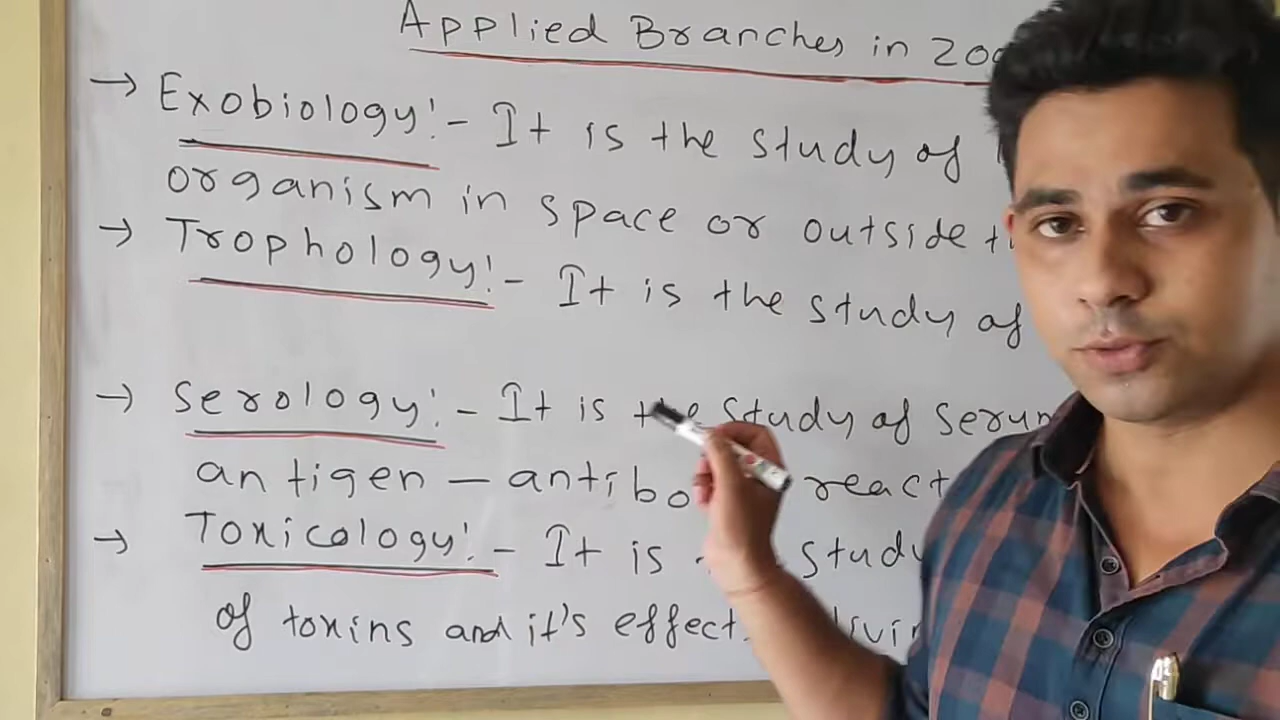 Applied Branches in
→ Exobiology:- It is the study of
organism in space or outside
→ Trophology:- It is the study of
→ Serology:- It is the study of Serum
antigen - antibo react
→ Toxicology:- It is study
of toxins and it's effect